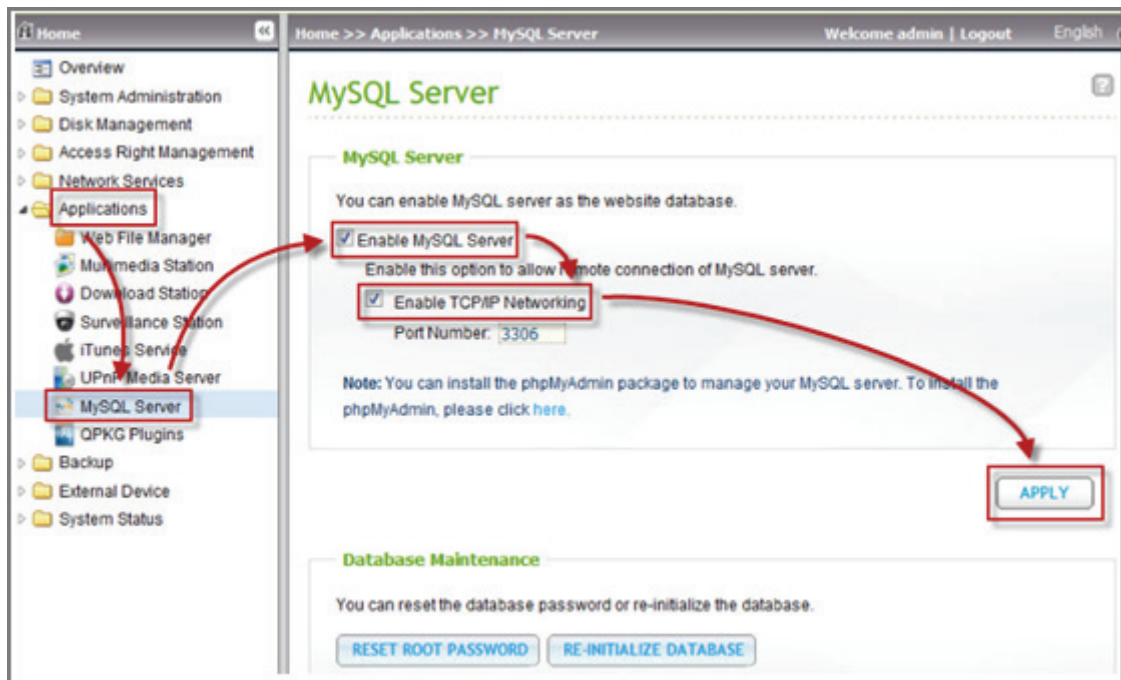 Home
Home >> Applications >> MySQL Server
Welcome admin | Logout
English
Overview
System Administration
Disk Management
Access Right Management
Network Services
Applications
Web File Manager
Multimedia Station
Download Station
Surveillance Station
iTunes Service
UPnP Media Server
MySQL Server
QPKG Plugins
Backup
External Device
System Status
MySQL Server
MySQL Server
You can enable MySQL server as the website database.
Enable MySQL Server
Enable this option to allow remote connection of MySQL server.
Enable TCP/IP Networking
Port Number: 3306
Note: You can install the phpMyAdmin package to manage your MySQL server. To install the
phpMyAdmin, please click here.
APPLY
Database Maintenance
You can reset the database password or re-initialize the database.
RESET ROOT PASSWORD
RE-INITIALIZE DATABASE